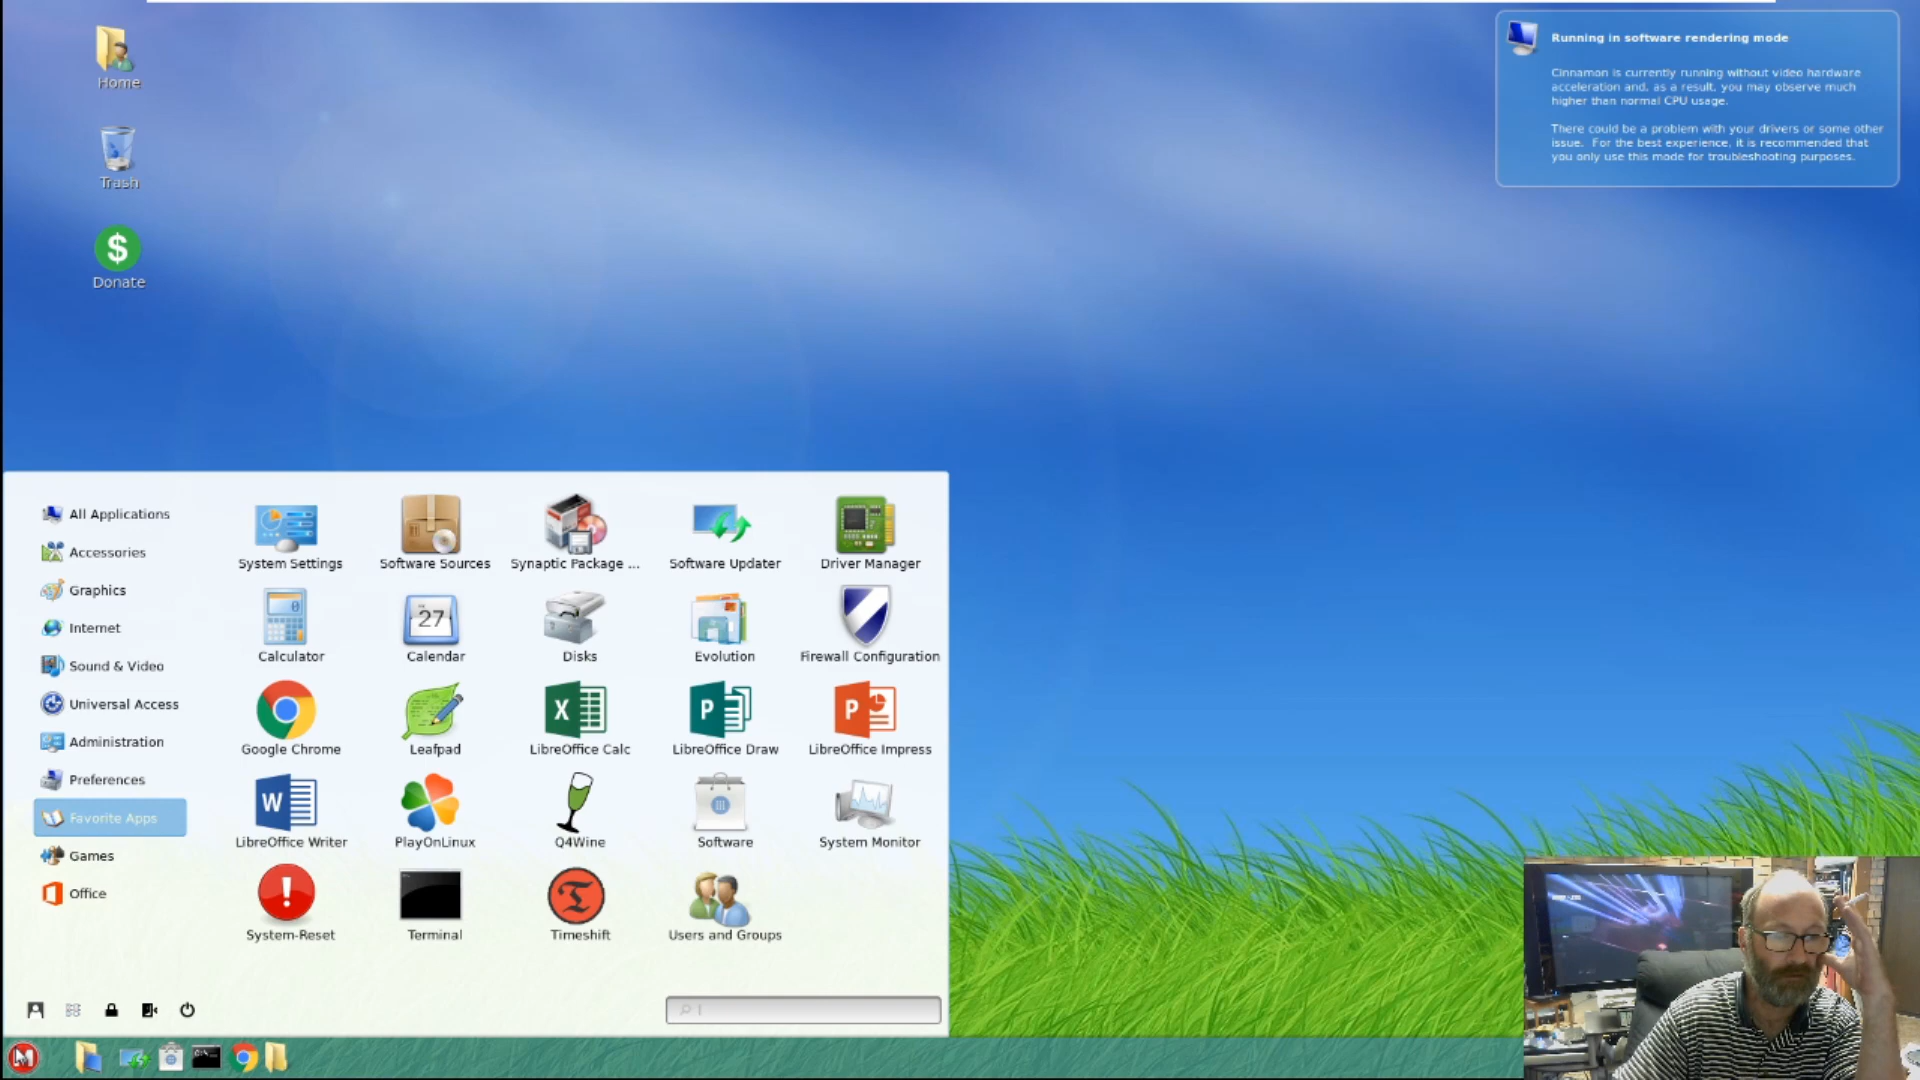 Home
Trash
Donate
Running in software rendering mode
Cinnamon is currently running without video hardware
acceleration and, as a result, you may observe much
higher than normal CPU usage.
There could be a problem with your drivers or some other
issue. For the best experience, it is recommended that
you only use this mode for troubleshooting purposes.
All Applications
Accessories
Graphics
Internet
Sound & Video
Universal Access
Administration
Preferences
Favorite Apps
Games
Office
System Settings
Software Sources
Synaptic Package ...
Software Updater
Driver Manager
27
Calculator
Calendar
Disks
Evolution
Firewall Configuration
Google Chrome
Leafpad
LibreOffice Calc
LibreOffice Draw
LibreOffice Impress
LibreOffice Writer
PlayOnLinux
Q4Wine
Software
System Monitor
System-Reset
Terminal
Timeshift
Users and Groups